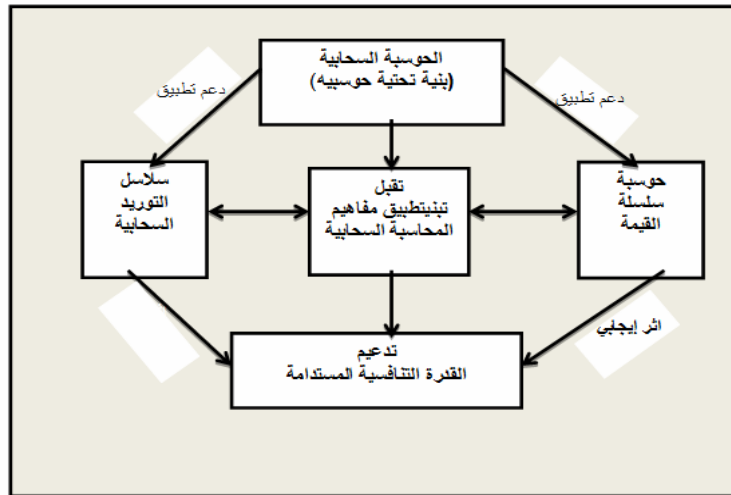 الحوسبة السحابية
(بنية تحتية حوسبيه)
دعم تطبيق
دعم تطبيق
حوسبة
سلسلة
القيمة
تقبل
تبنيتطبيق مفاهيم
المحاسبة السحابية
سلاسل
التوريد
السحابية
اثر إيجابي
تدعيم
القدرة التنافسية المستدامة